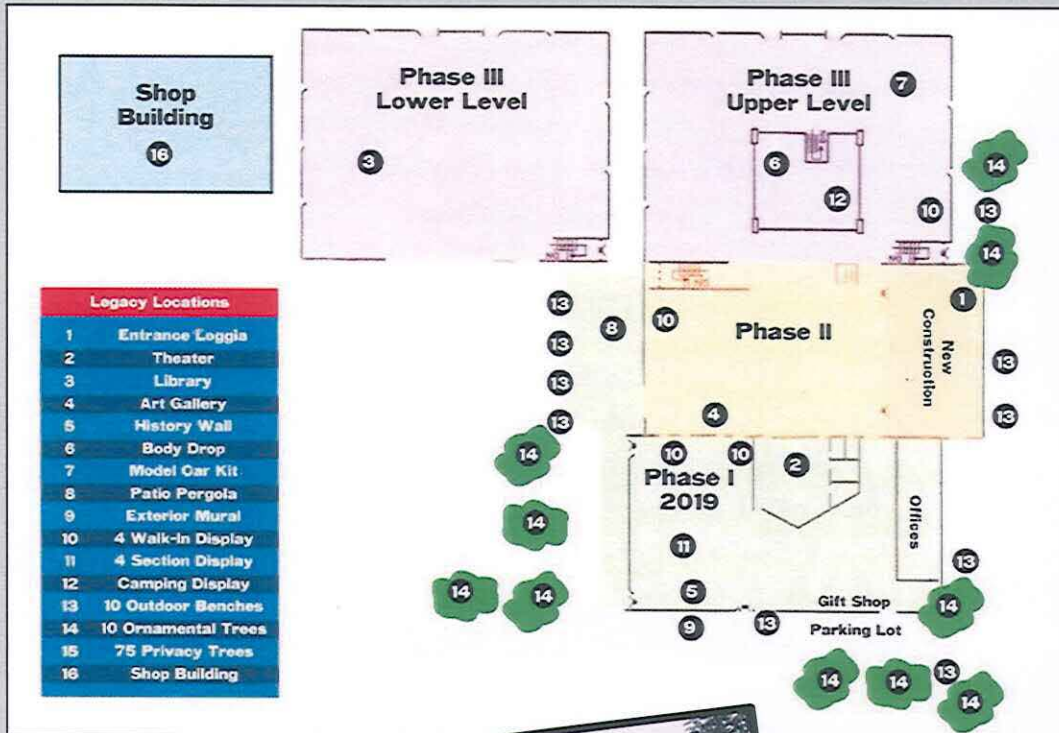 Shop
Building
16
Phase III
Lower Level
3
Phase III
Upper Level
7
6
12
10
14
13
14
Legacy Locations
1 Entrance Loggia
2 Theater
3 Library
4 Art Gallery
5 History Wall
6 Body Drop
7 Model Car Kit
8 Patio Pergola
9 Exterior Mural
10 4 Walk-In Display
11 4 Section Display
12 Camping Display
13 10 Outdoor Benches
14 10 Ornamental Trees
15 75 Privacy Trees
16 Shop Building
13
13
13
13
8
10
Phase II
4
1
New
Construction
13
13
14
14
14
14
10
10
2
Phase I
2019
11
5
9
13
Offices
Gift Shop
Parking Lot
13
14
14
14
13
14